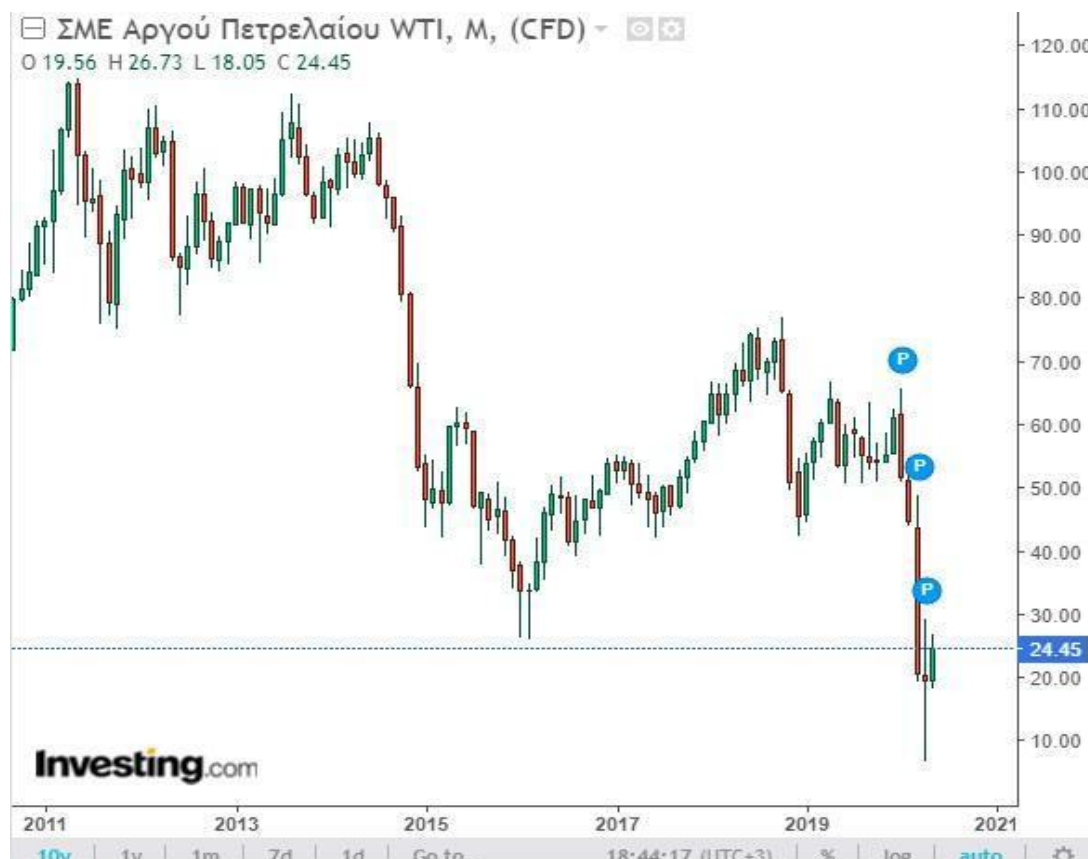 ΣΜΕ Αργού Πετρελαίου WTI, M, (CFD)
O 19.56 H 26.73 L 18.05 C 24.45
120.00
110.00
100.00
90.00
80.00
70.00
P
60.00
P
50.00
40.00
P
30.00
24.45
20.00
10.00
Investing.com
2011 2013 2015 2017 2019 2021
10y 1y 1m 7d 1d Go to 18:44:17 (UTC+3) % log auto